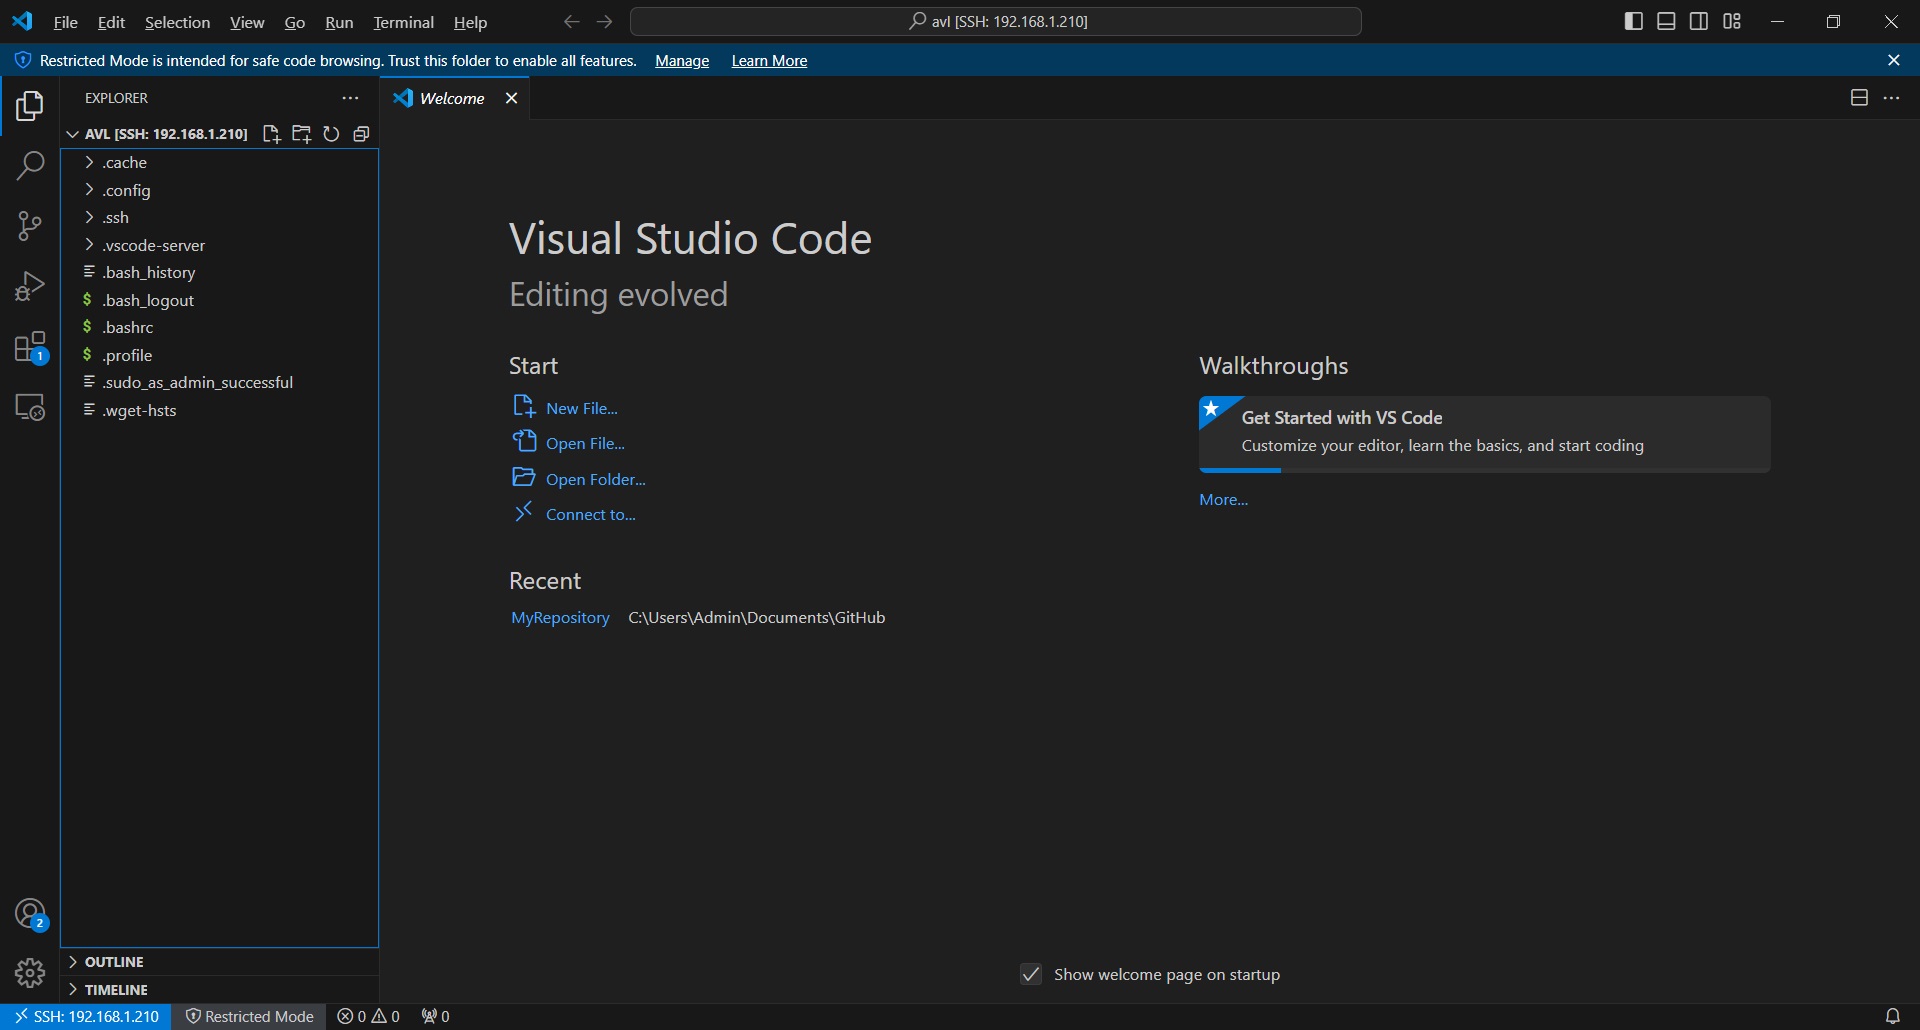 File Edit Selection View Go Run Terminal Help
avl [SSH: 192.168.1.210]
Restricted Mode is intended for safe code browsing. Trust this folder to enable all features. Manage Learn More
EXPLORER
Welcome
AVL [SSH: 192.168.1.210]
.cache
.config
.ssh
.vscode-server
.bash_history
$ .bash_logout
$ .bashrc
$ .profile
.sudo_as_admin_successful
.wget-hsts
1
2
OUTLINE
TIMELINE
Visual Studio Code
Editing evolved
Start
New File...
Open File...
Open Folder...
Connect to...
Recent
MyRepository C:\Users\Admin\Documents\GitHub
Walkthroughs
Get Started with VS Code
Customize your editor, learn the basics, and start coding
More...
Show welcome page on startup
SSH: 192.168.1.210 Restricted Mode 0 0 0